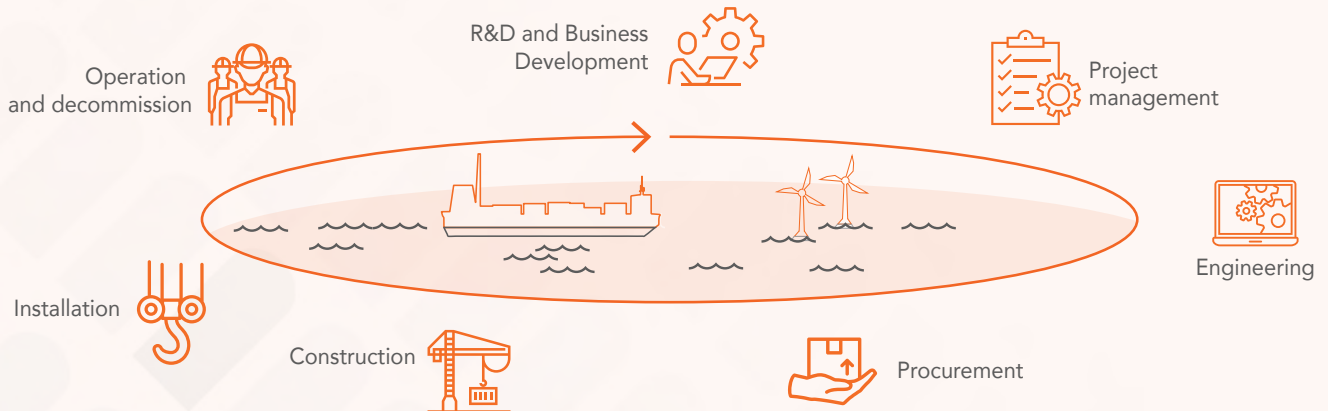 R&D and Business
Development
Project
management
Engineering
Procurement
Construction
Installation
Operation
and decommission